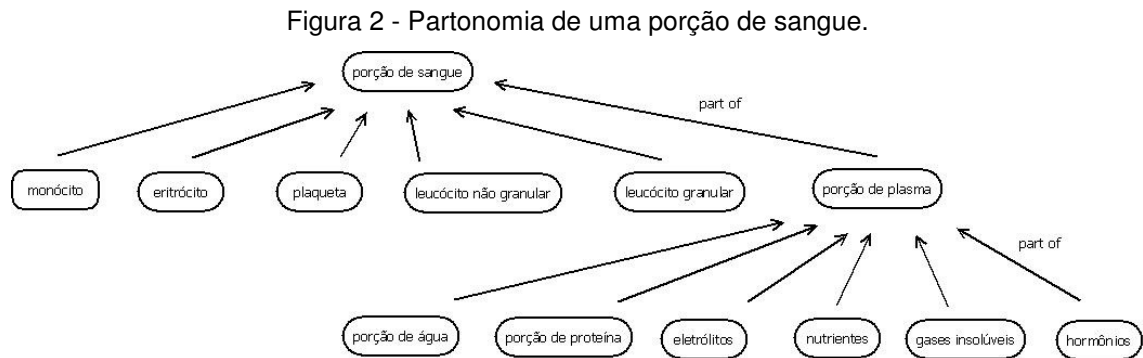 Figura 2 - Partonomia de uma porção de sangue.
porção de sangue
part of
monócito
eritrócito
plaqueta
leucócito não granular
leucócito granular
porção de plasma
part of
porção de água
porção de proteína
eletrólitos
nutrientes
gases insolúveis
hormônios